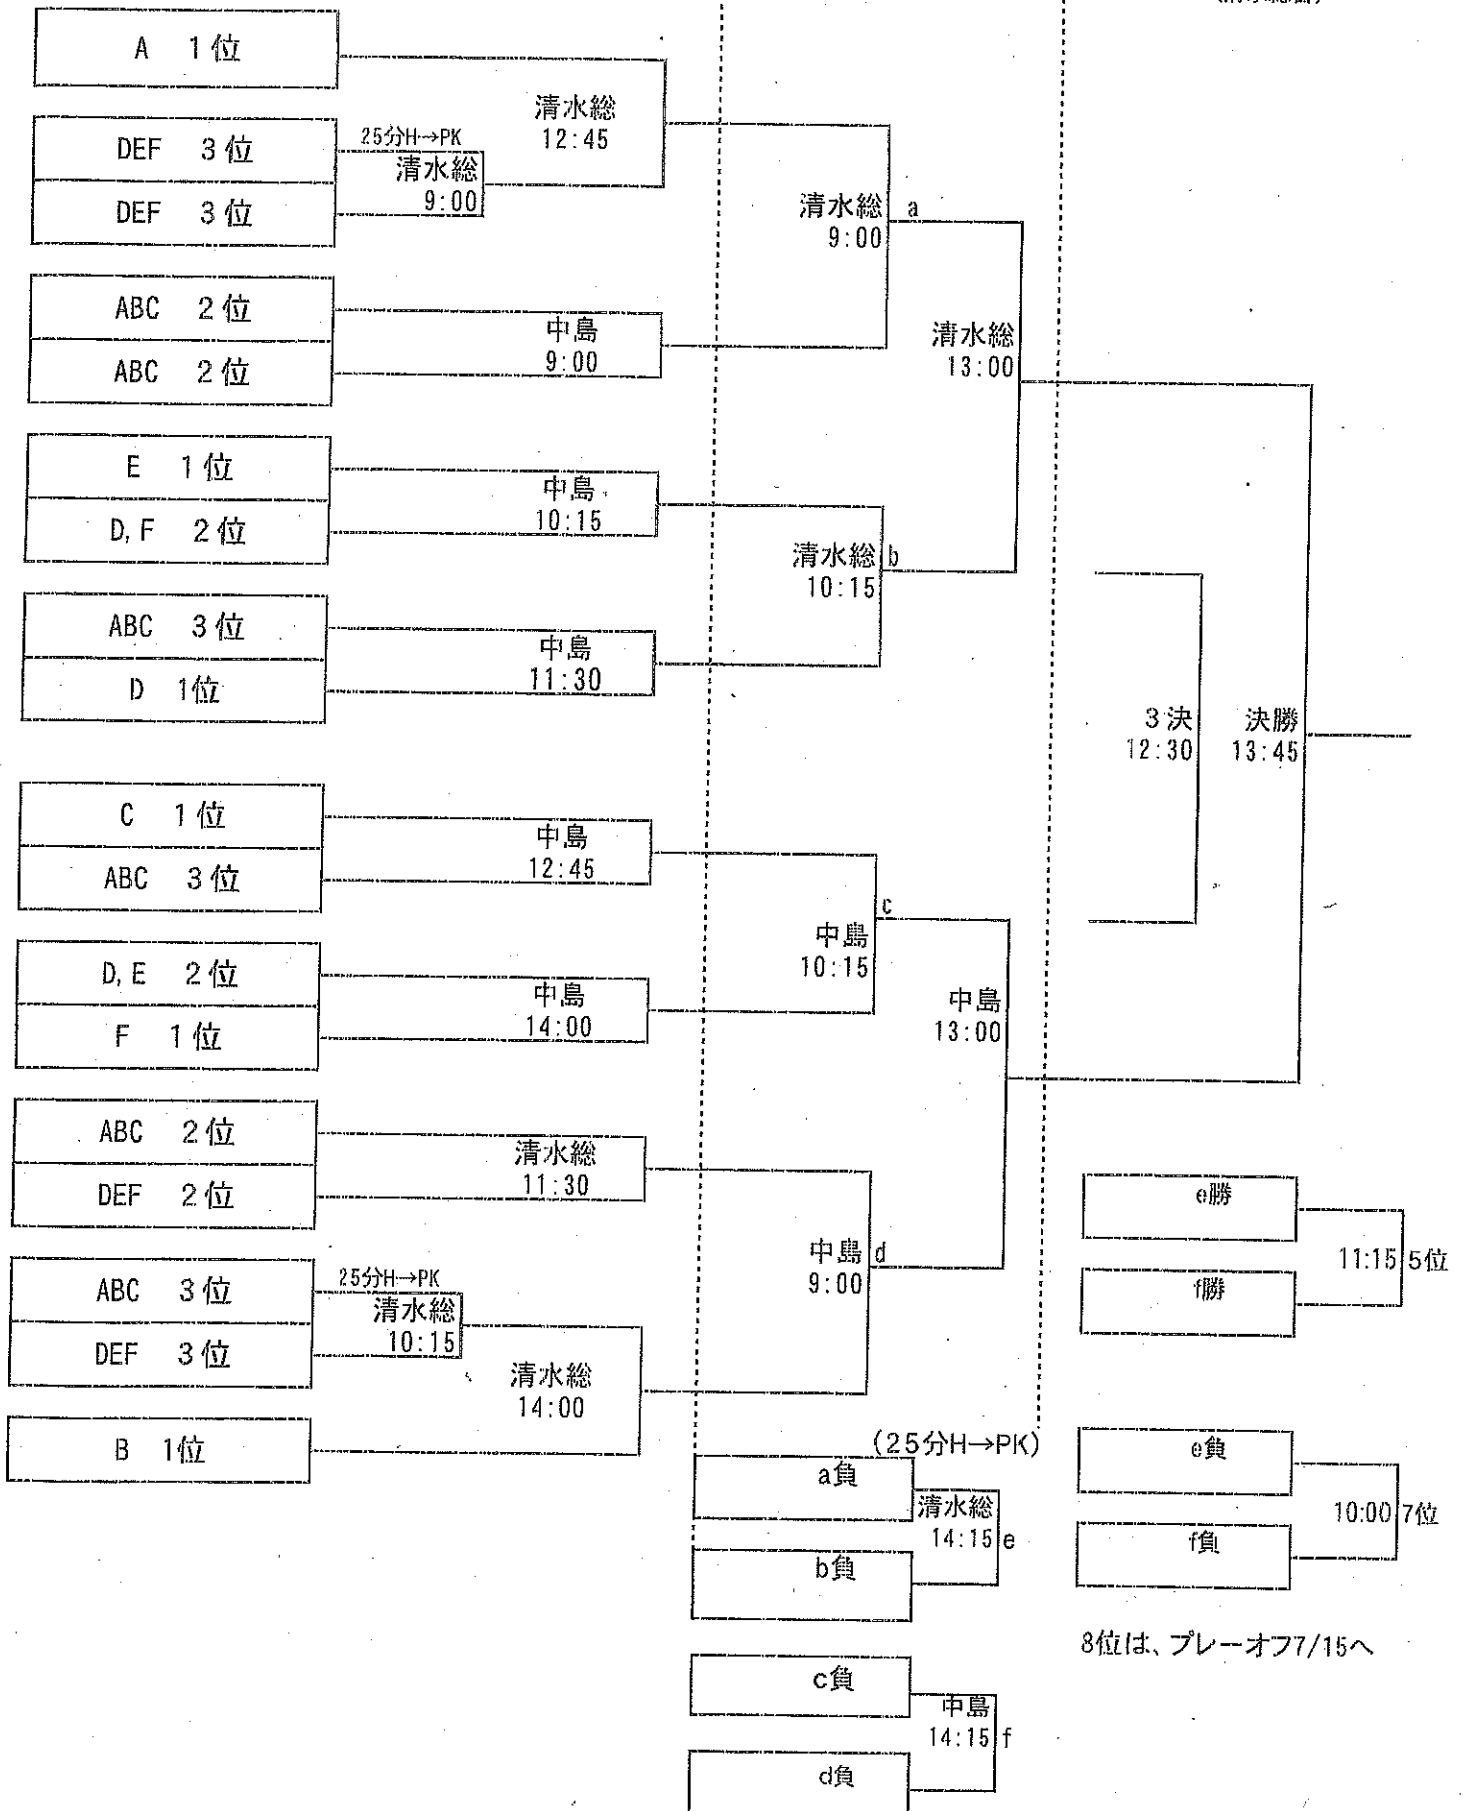 A 1位
清水総
12:45
DEF 3位
25分H→PK
清水総
9:00
DEF 3位
清水総
9:00
a
ABC 2位
中島
9:00
ABC 2位
清水総
13:00
E 1位
中島
10:15
D,F 2位
清水総
10:15
b
ABC 3位
中島
11:30
D 1位
3決
12:30
決勝
13:45
C 1位
中島
12:45
ABC 3位
c
中島
10:15
D,E 2位
中島
14:00
F 1位
中島
13:00
ABC 2位
清水総
11:30
DEF 2位
e勝
11:15
5位
f勝
中島
9:00
d
ABC 3位
25分H→PK
清水総
10:15
DEF 3位
清水総
14:00
B 1位
(25分H→PK)
a負
清水総
14:15
e
b負
e負
10:00
7位
f負
8位は、プレーオフ7/15へ
c負
中島
14:15
f
d負